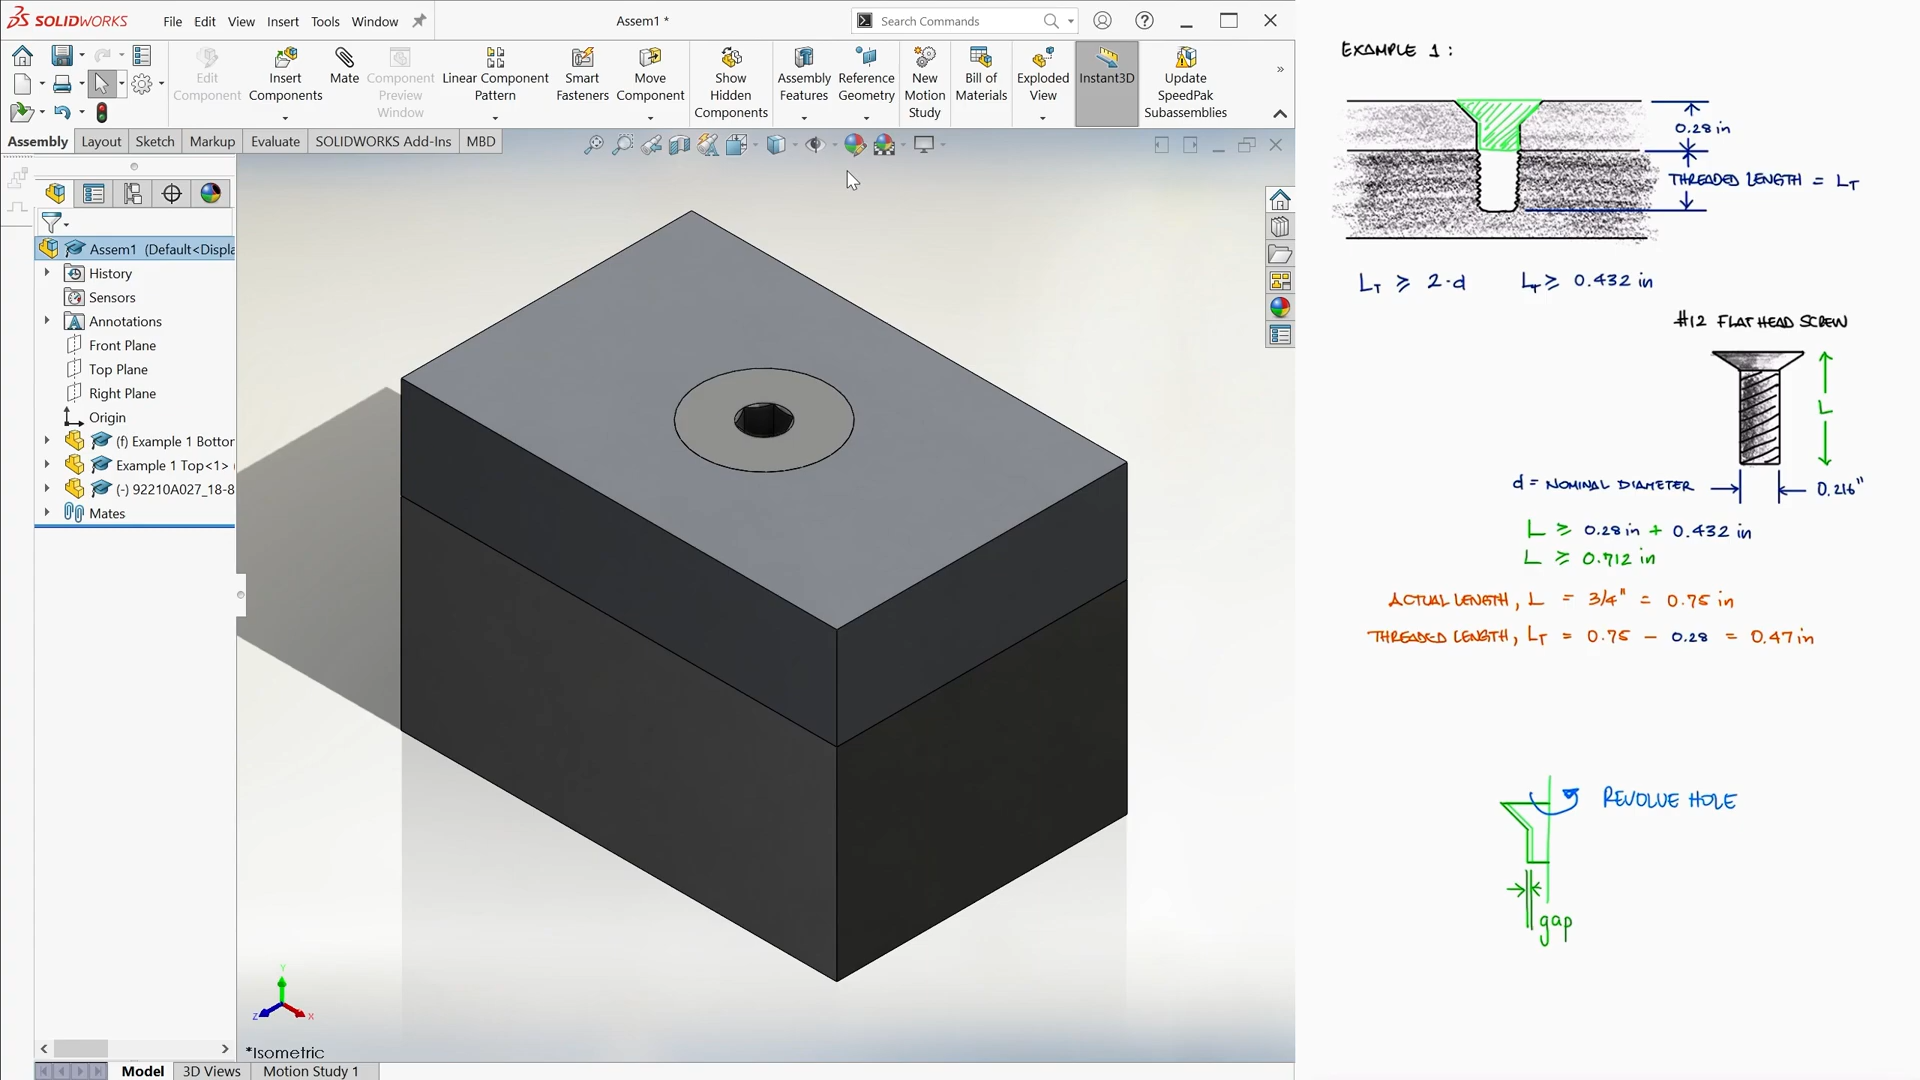 SOLIDWORKS
File Edit View Insert Tools Window
Assem1 *
Search Commands
Edit Component
Insert Components
Mate
Component Preview Window
Linear Component Pattern
Smart Fasteners
Move Component
Show Hidden Components
Assembly Features
Reference Geometry
New Motion Study
Bill of Materials
Exploded View
Instant3D
Update SpeedPak Subassemblies
Assembly Layout Sketch Markup Evaluate SOLIDWORKS Add-Ins MBD
Assem1 (Default<Displa
History
Sensors
Annotations
Front Plane
Top Plane
Right Plane
Origin
(f) Example 1 Bottor
Example 1 Top<1> (
(-) 92210A027_18-8
Mates
Y
Z X
*Isometric
Model 3D Views Motion Study 1
EXAMPLE 1:
0.28 in
THREADED LENGTH = LT
LT ≥ 2·d LT ≥ 0.432 in
#12 FLAT HEAD SCREW
L
d = NOMINAL DIAMETER 0.216"
L ≥ 0.28 in + 0.432 in
L ≥ 0.712 in
ACTUAL LENGTH, L = 3/4" = 0.75 in
THREADED LENGTH, LT = 0.75 - 0.28 = 0.47 in
REVOLVE HOLE
gap